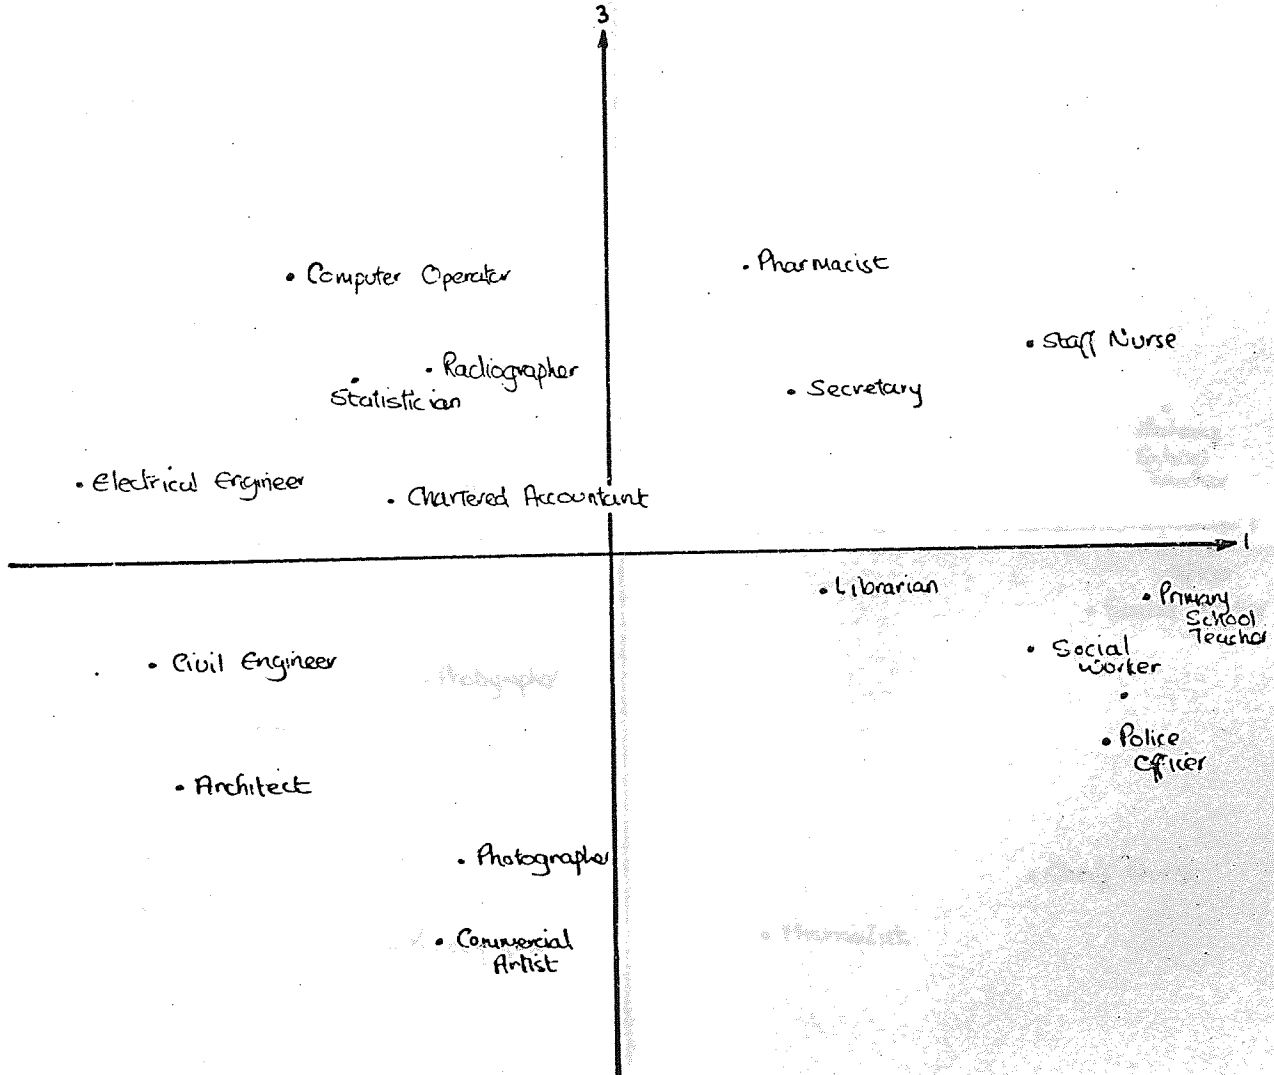 3
Computer Operator
Pharmacist
Staff Nurse
Radiographer
Statistician
Secretary
Electrical Engineer
Chartered Accountant
1
Librarian
Primary
School
Teacher
Social
Worker
Civil Engineer
Police
Officer
Architect
Photographer
Commercial
Artist